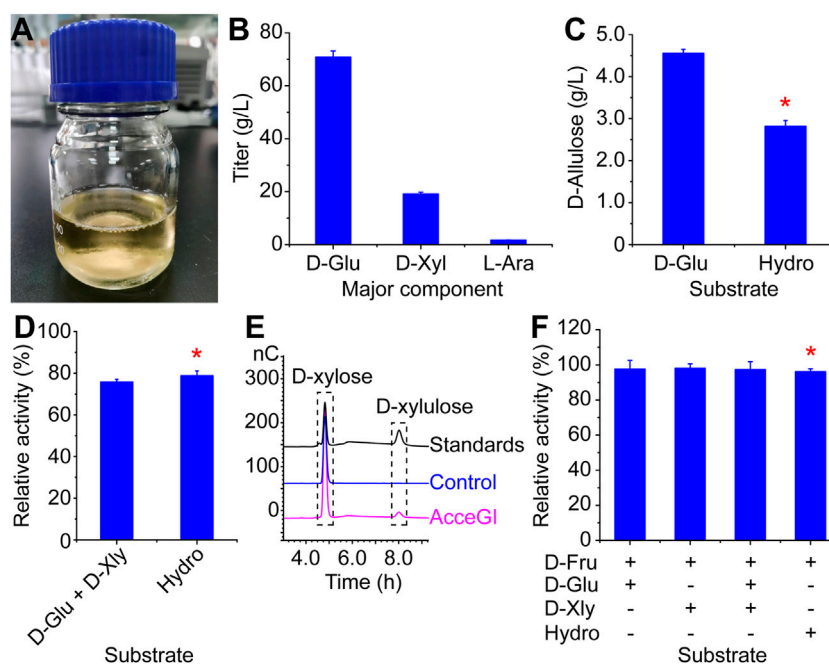 A
40
B
Titer (g/L)
80
60
40
20
0
D-Glu D-Xyl L-Ara
Major component
C
D-Allulose (g/L)
5.0
4.0
3.0
2.0
1.0
.0
*
D-Glu Hydro
Substrate
D
Relative activity (%)
100
80
60
40
20
0
*
D-Glu + D-Xly
Hydro
Substrate
E
nC
300
150
100
0
D-xylose
D-xylulose
Standards
Control
AcceGI
4.0 6.0 8.0
Time (h)
F
Relative activity (%)
120
100
80
60
40
20
0
*
D-Fru + + + +
D-Glu + - + -
D-Xly - + + -
Hydro - - - +
Substrate